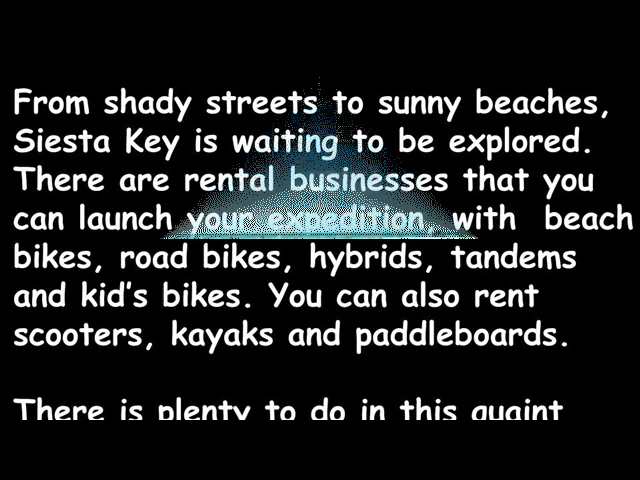 From shady streets to sunny beaches,
Siesta Key is waiting to be explored.
There are rental businesses that you
can launch your expedition, with beach
bikes, road bikes, hybrids, tandems
and kid's bikes. You can also rent
scooters, kayaks and paddleboards.
There is plenty to do in this quaint